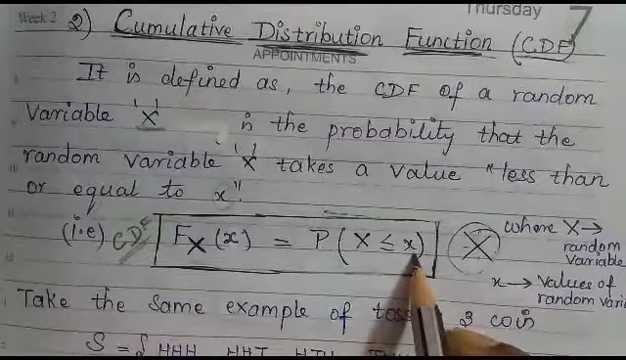 Week 2
Thursday
7
2) Cumulative Distribution Function (CDF)
APPOINTMENTS
It is defined as, the CDF of a random
Variable 'X' is the probability that the
random variable 'X' takes a value "less than
or equal to x".
(i.e) CDF Fx(x) = P(X ≤ x) X where X→
random
Variable
x → Values of
random vari
Take the same example of toss 3 coin
S = { HHH HHT HTH